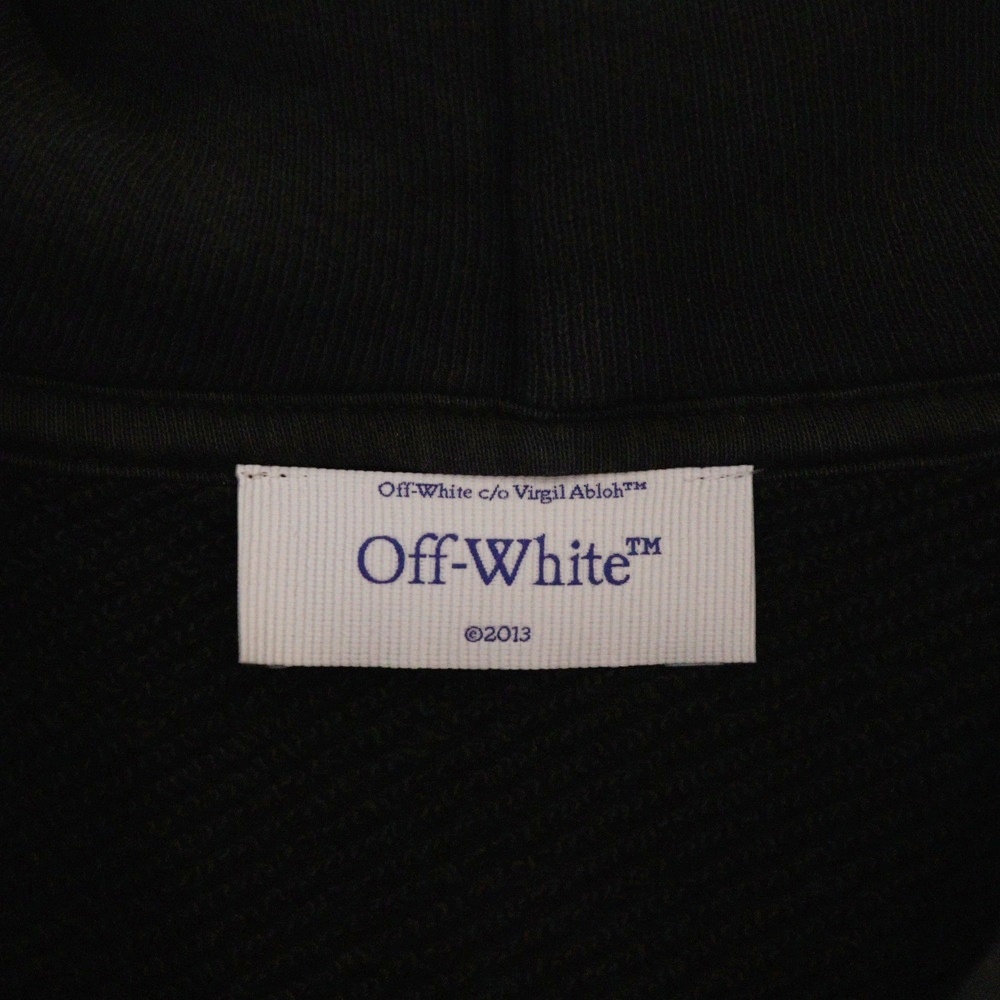 Off-White c/o Virgil Abloh™
Off-White™
©2013